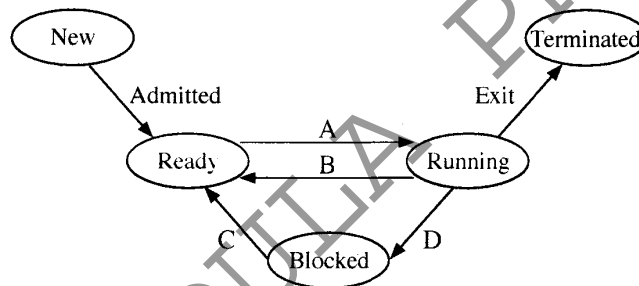 New
Terminated
Admitted
Exit
Ready
A
B
Running
C
D
Blocked